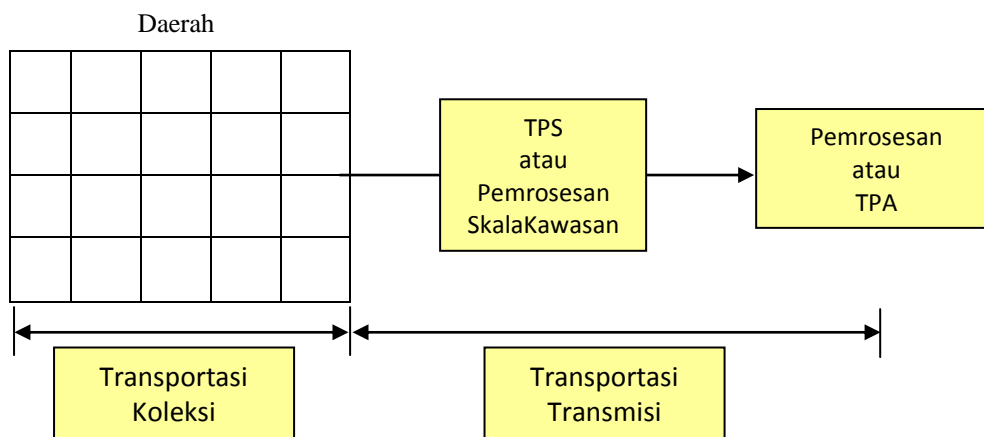 Daerah
TPS
atau
Pemrosesan
SkalaKawasan
Pemrosesan
atau
TPA
Transportasi
Koleksi
Transportasi
Transmisi